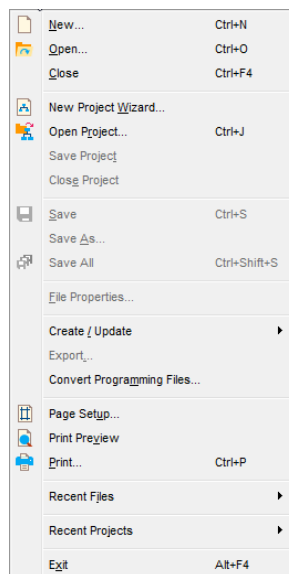 New... Ctrl+N
Open... Ctrl+O
Close Ctrl+F4
New Project Wizard...
Open Project... Ctrl+J
Save Project
Close Project
Save Ctrl+S
Save As...
Save All Ctrl+Shift+S
File Properties...
Create / Update
Export...
Convert Programming Files...
Page Setup...
Print Preview
Print... Ctrl+P
Recent Files
Recent Projects
Exit Alt+F4